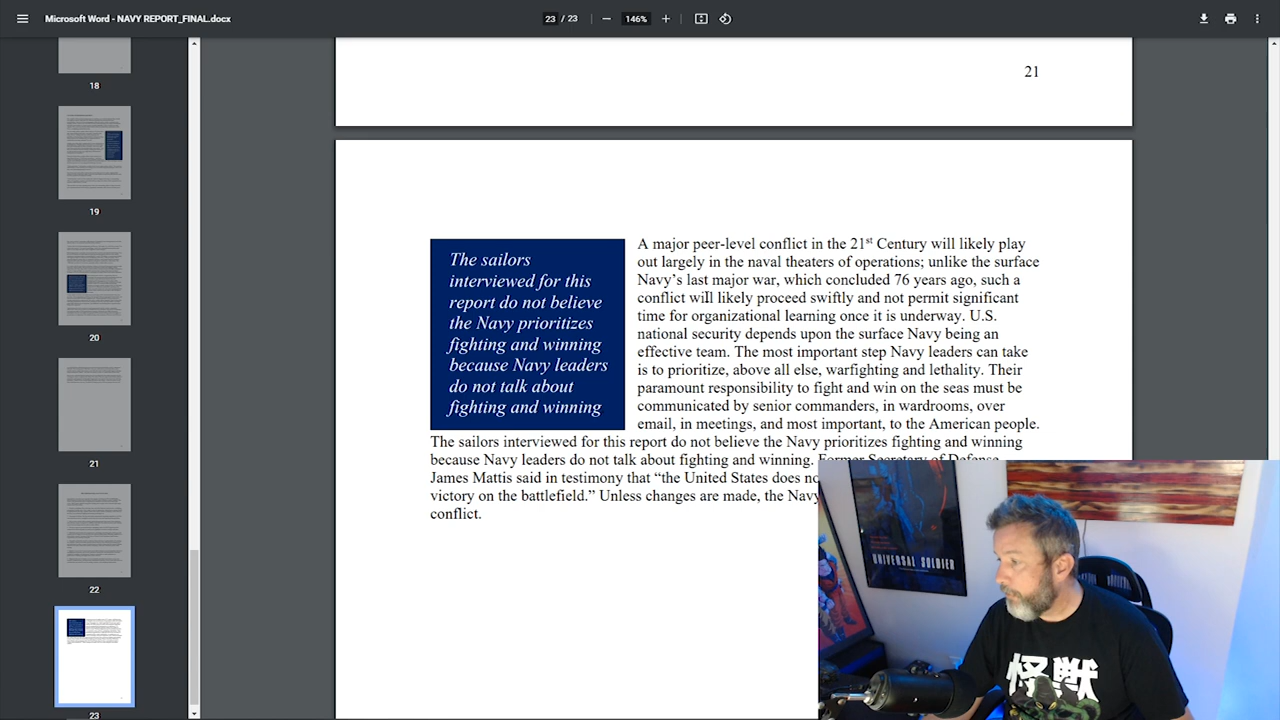 Microsoft Word - NAVY REPORT_FINAL.docx
23 / 23
146%
18
19
20
21
22
23
21
The sailors
interviewed for this
report do not believe
the Navy prioritizes
fighting and winning
because Navy leaders
do not talk about
fighting and winning
A major peer-level conflict in the 21st Century will likely play
out largely in the naval theaters of operations; unlike the surface
Navy's last major war, which concluded 76 years ago, such a
conflict will likely proceed swiftly and not permit significant
time for organizational learning once it is underway. U.S.
national security depends upon the surface Navy being an
effective team. The most important step Navy leaders can take
is to prioritize, above all else, warfighting and lethality. Their
paramount responsibility to fight and win on the seas must be
communicated by senior commanders, in wardrooms, over
email, in meetings, and most important, to the American people.
The sailors interviewed for this report do not believe the Navy prioritizes fighting and winning
because Navy leaders do not talk about fighting and winning. Former Secretary of Defense
James Mattis said in testimony that “the United States does no
victory on the battlefield.” Unless changes are made, the Navy
conflict.
UNIVERSAL SOLDIER
怪獣